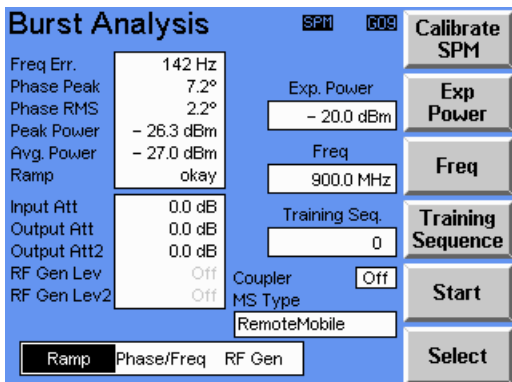 Burst Analysis
SPM
G09
Freq Err. 142 Hz
Phase Peak 7.2°
Phase RMS 2.2°
Peak Power – 26.3 dBm
Avg. Power – 27.0 dBm
Ramp okay
Input Att 0.0 dB
Output Att 0.0 dB
Output Att2 0.0 dB
RF Gen Lev Off
RF Gen Lev2 Off
Exp. Power
– 20.0 dBm
Freq
900.0 MHz
Training Seq.
0
Coupler Off
MS Type
RemoteMobile
Ramp Phase/Freq RF Gen
Calibrate
SPM
Exp
Power
Freq
Training
Sequence
Start
Select